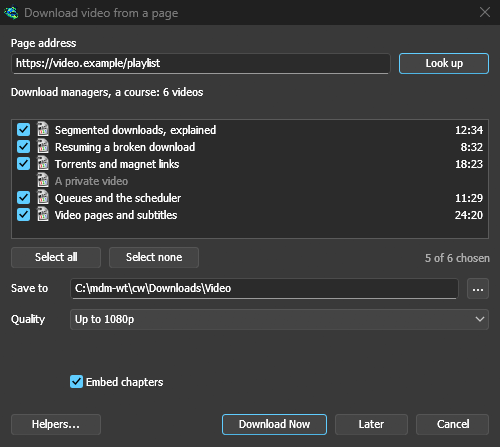 Download video from a page
Page address
https://video.example/playlist
Look up
Download managers, a course: 6 videos
Segmented downloads, explained 12:34
Resuming a broken download 8:32
Torrents and magnet links 18:23
A private video
Queues and the scheduler 11:29
Video pages and subtitles 24:20
Select all Select none 5 of 6 chosen
Save to C:\mdm-wt\cw\Downloads\Video ...
Quality Up to 1080p
Embed chapters
Helpers... Download Now Later Cancel